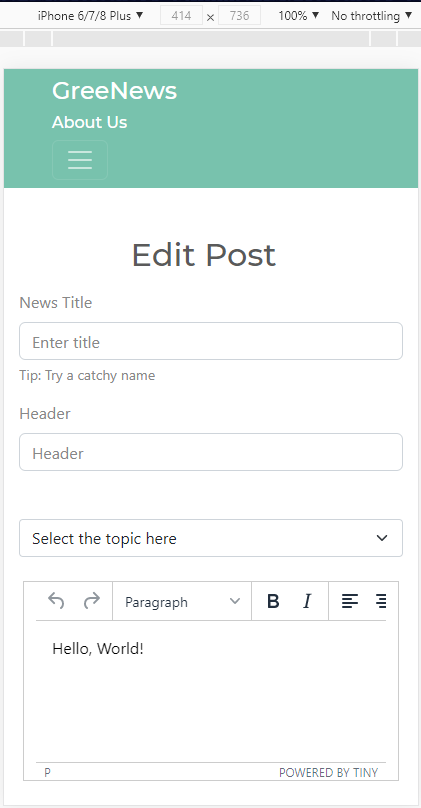 iPhone 6/7/8 Plus ▼ 414 × 736 100% ▼ No throttling ▼
GreeNews
About Us
Edit Post
News Title
Enter title
Tip: Try a catchy name
Header
Header
Select the topic here
Paragraph B I
Hello, World!
P POWERED BY TINY